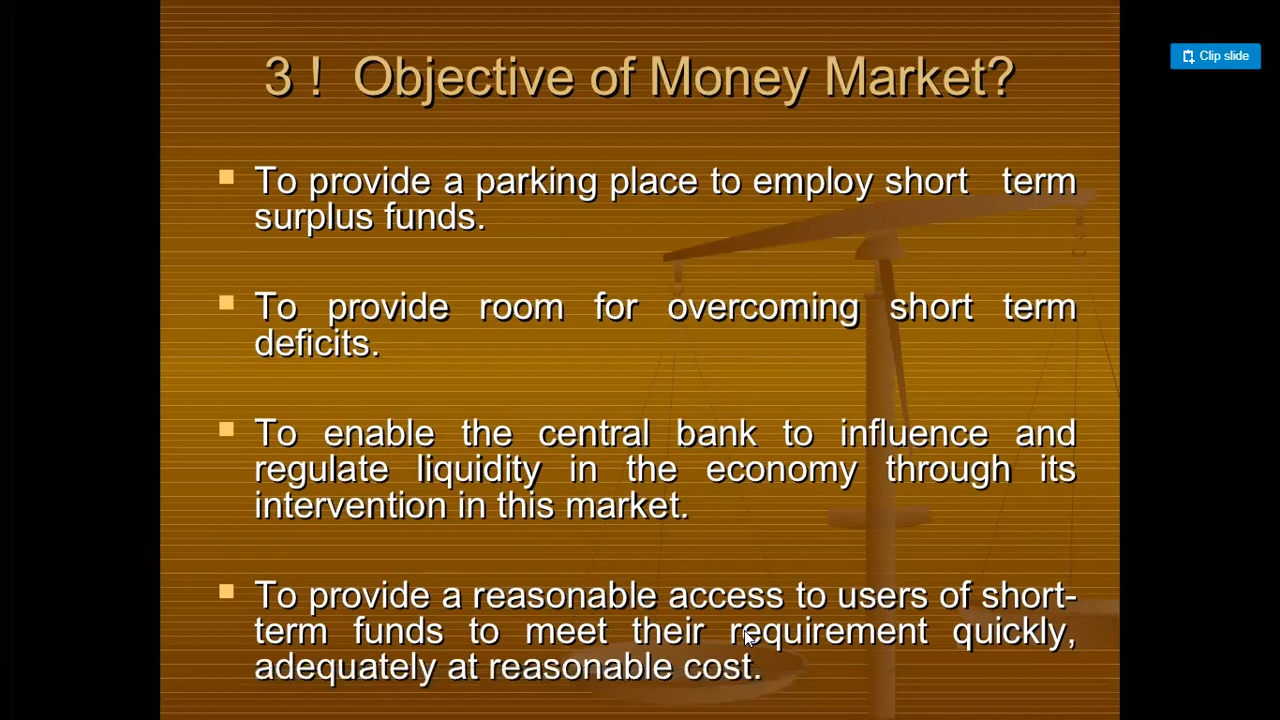 3 ! Objective of Money Market?
Clip slide
To provide a parking place to employ short term
surplus funds.
To provide room for overcoming short term
deficits.
To enable the central bank to influence and
regulate liquidity in the economy through its
intervention in this market.
To provide a reasonable access to users of short-
term funds to meet their requirement quickly,
adequately at reasonable cost.